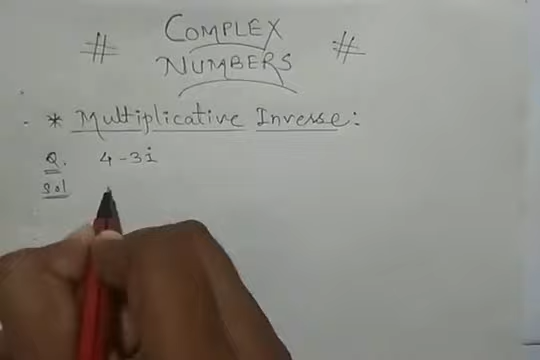 # COMPLEX #
NUMBERS
* Multiplicative Inverse:
Q. 4-3i
Sol